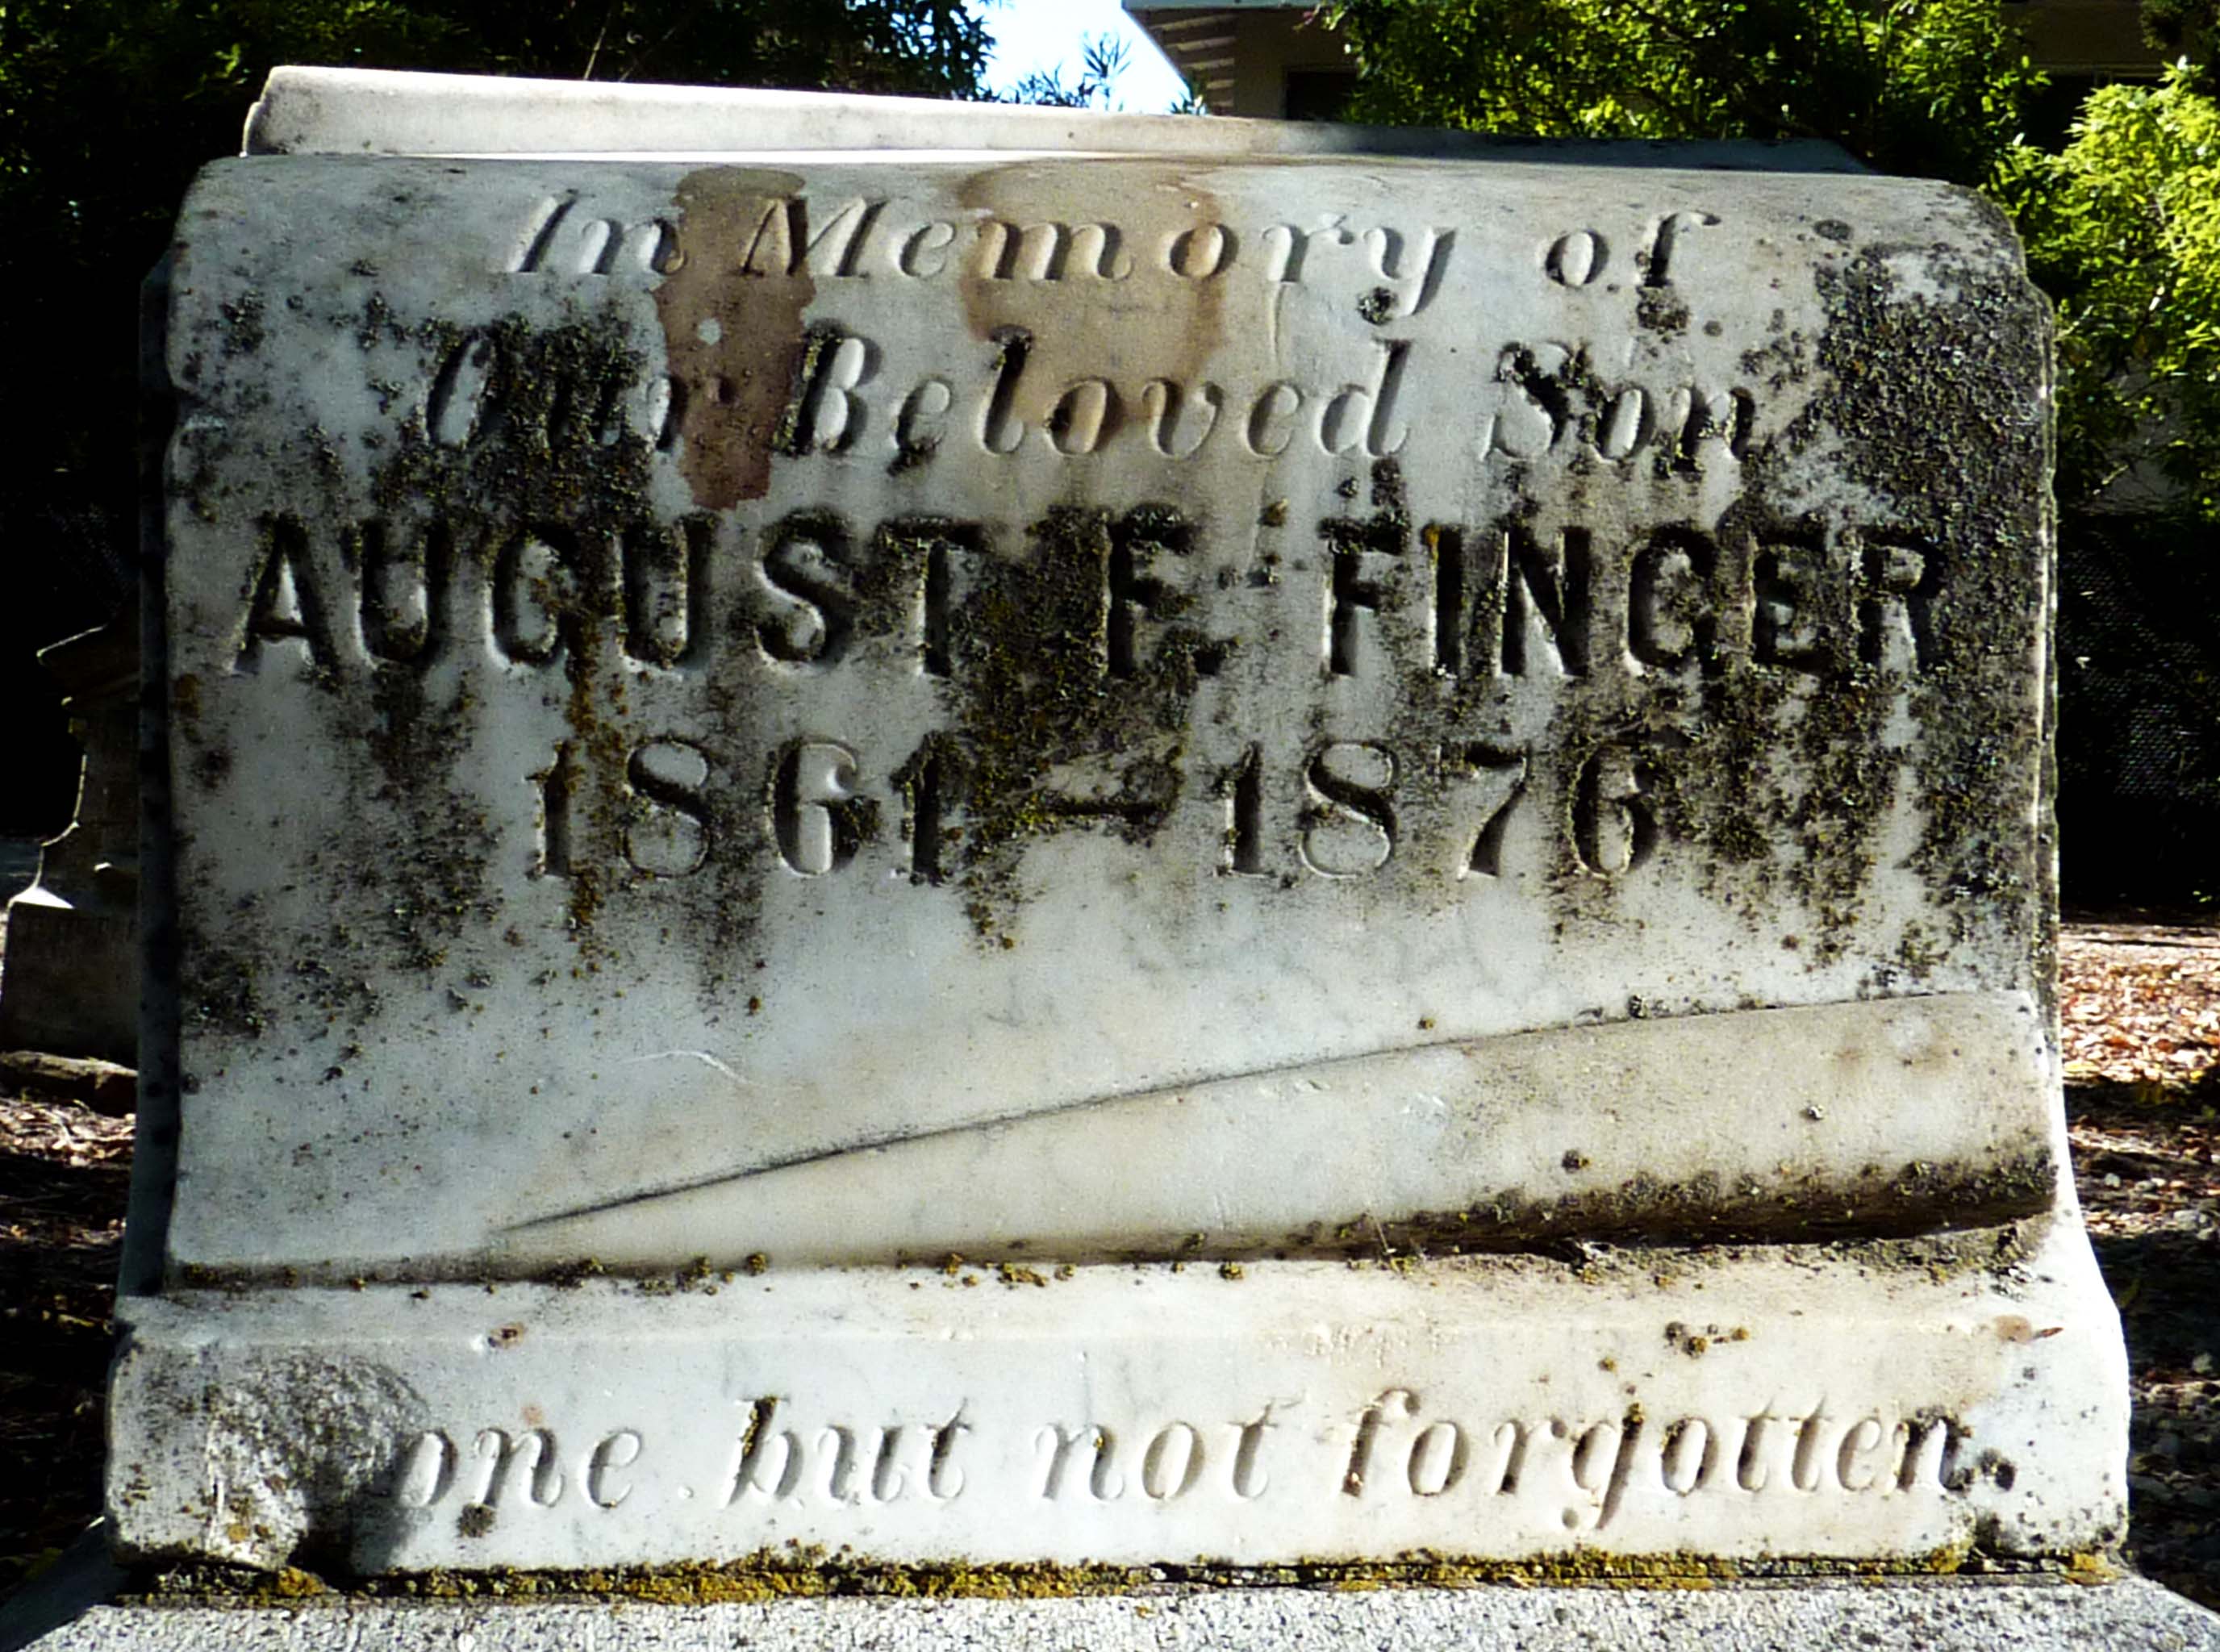 In Memory of
Our Beloved Son
AUGUST F. FINGER
1861 — 1876
one but not forgotten.